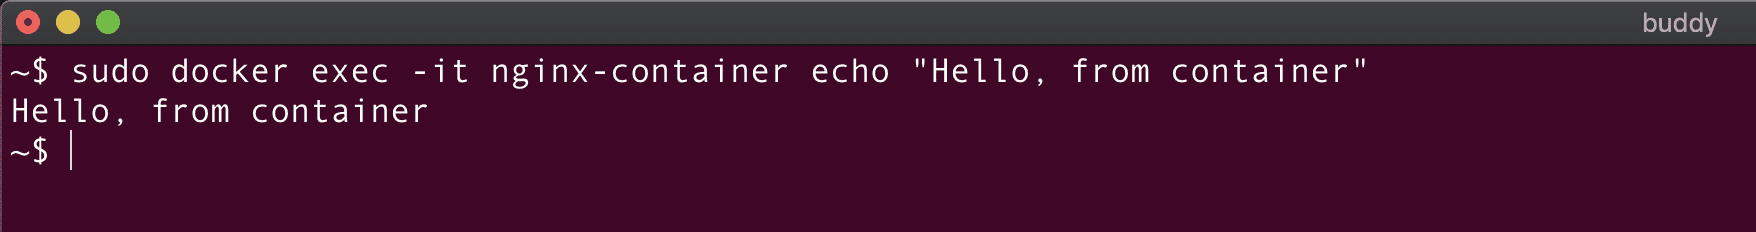 buddy
~$ sudo docker exec -it nginx-container echo "Hello, from container"
Hello, from container
~$